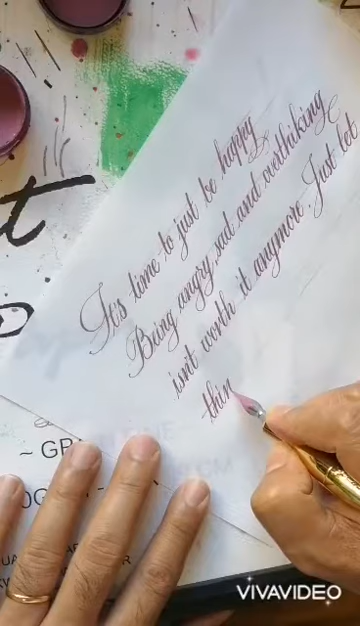 It's time to just be happy
Being angry, sad and overthiking
isn't worth it anymore. Just let
thin
~ GR
VIVAVIDEO